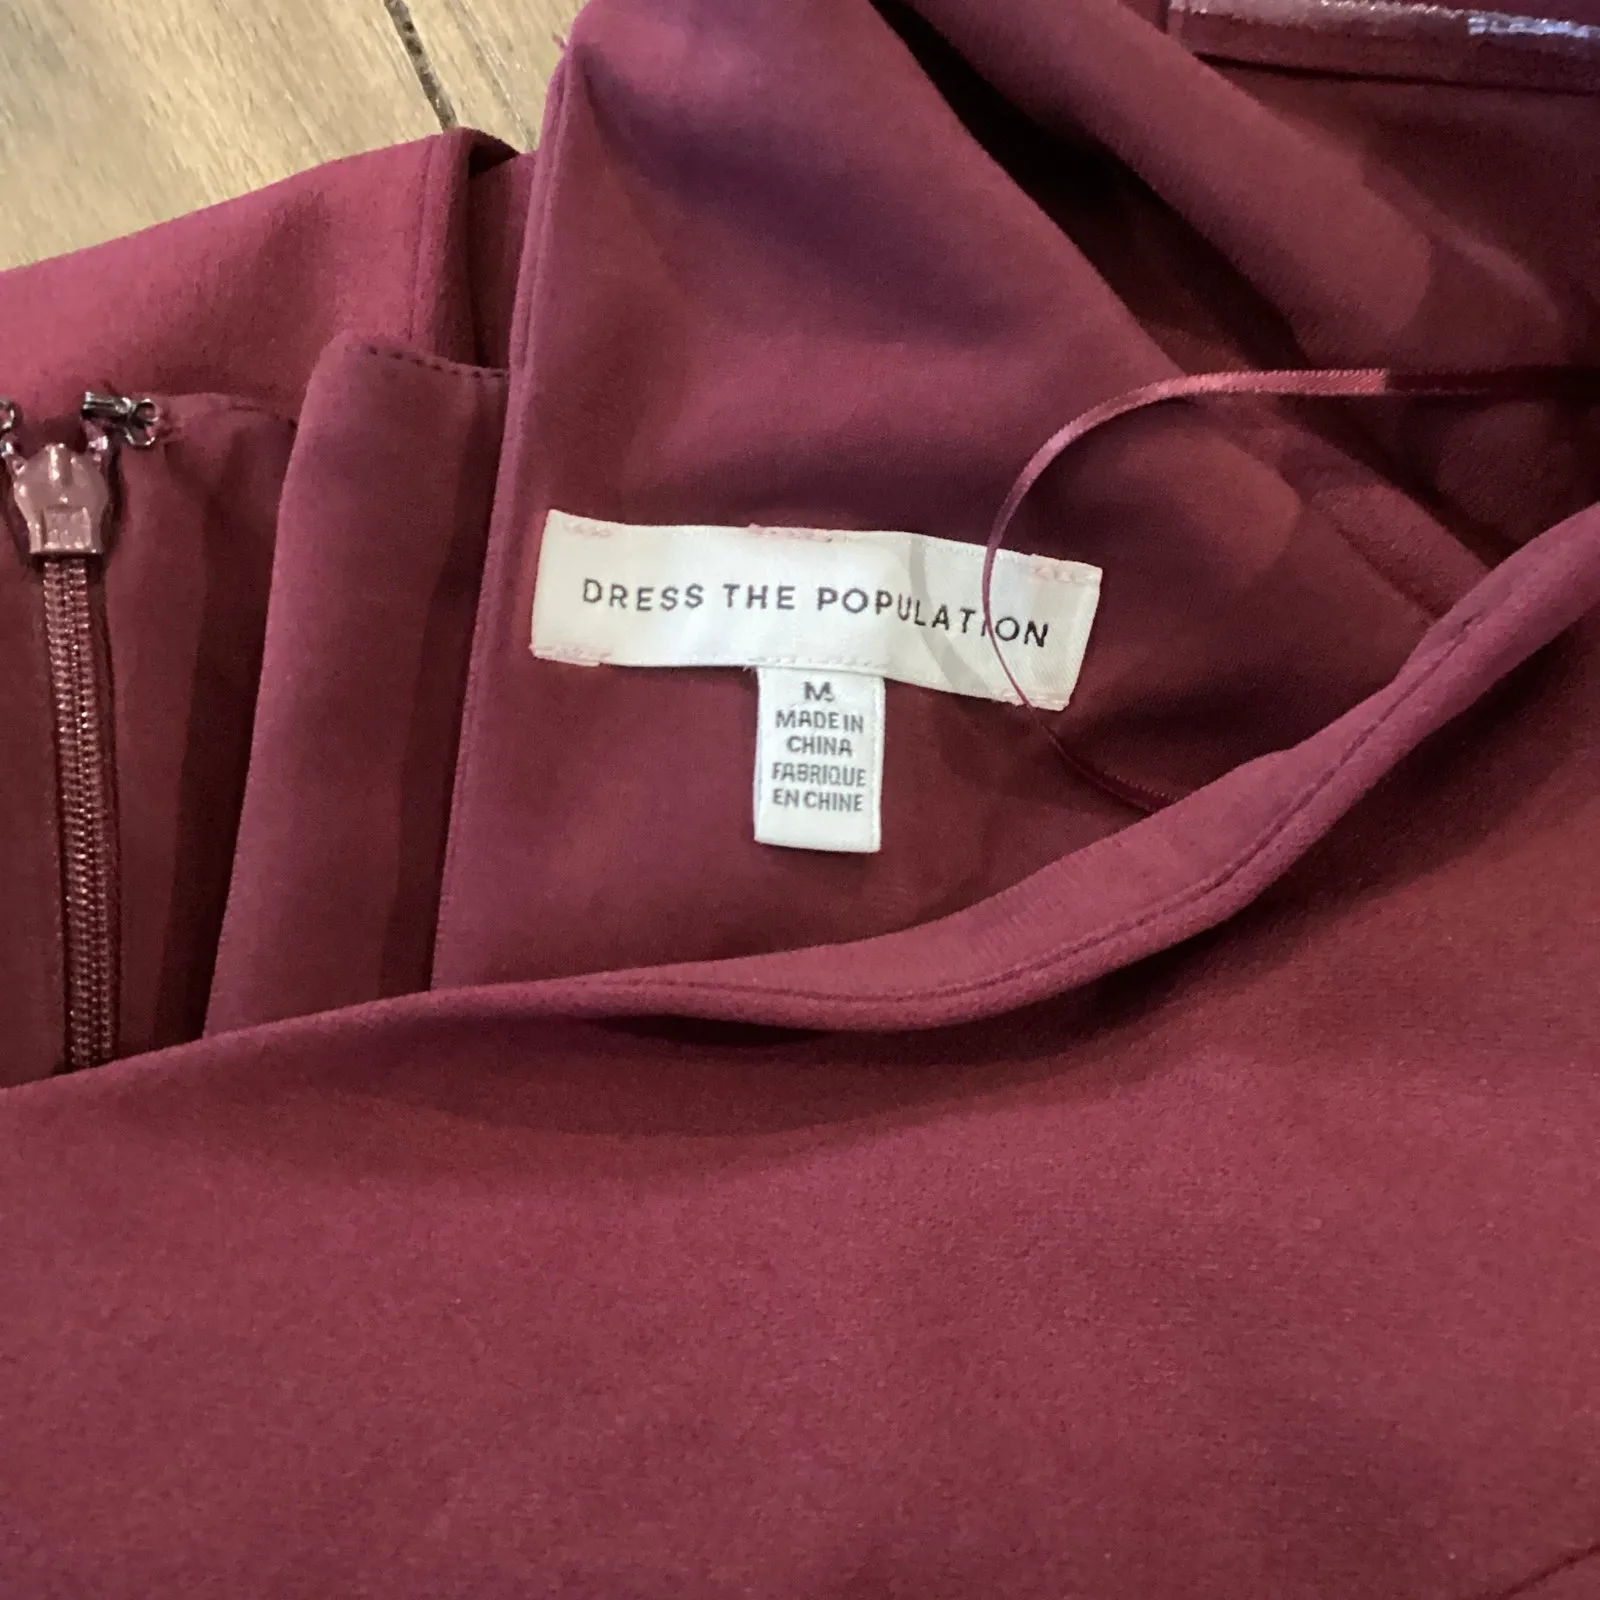 DRESS THE POPULATION
M
MADE IN
CHINA
FABRIQUE
EN CHINE